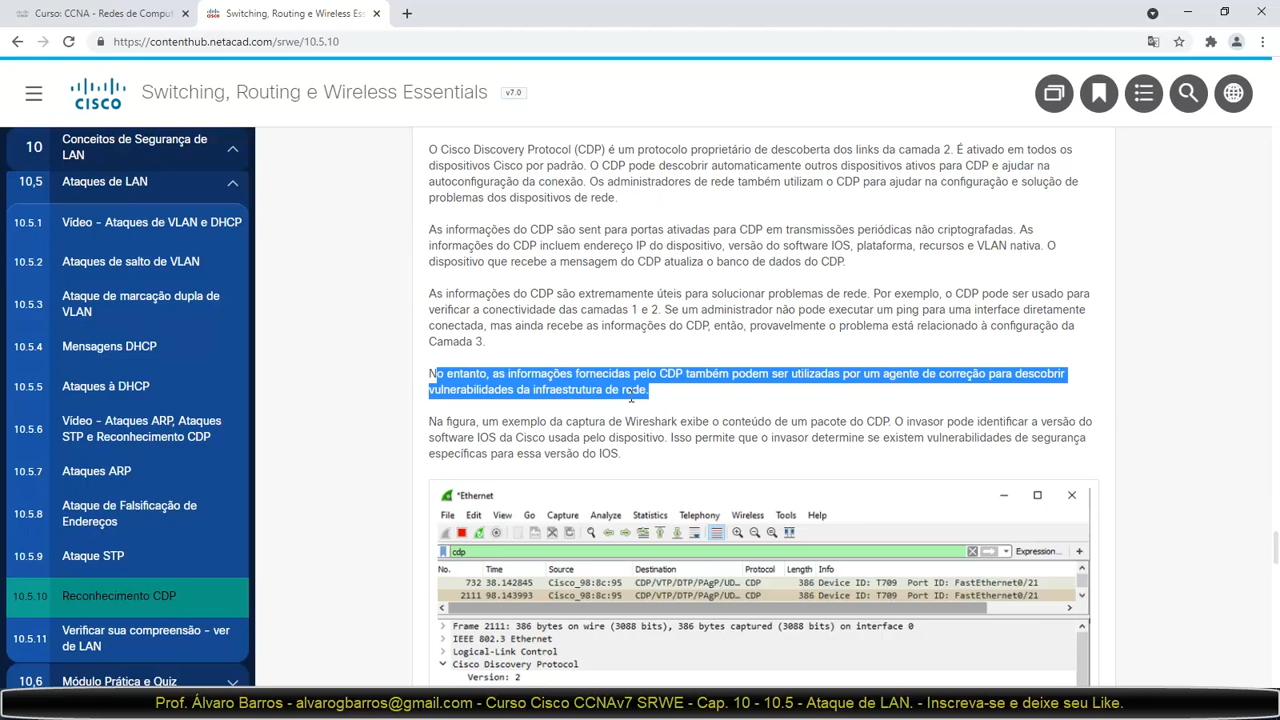 Curso: CCNA - Redes de Comput
Switching, Routing e Wireless Ess
https://contenthub.netacad.com/srwe/10.5.10
CISCO
Switching, Routing e Wireless Essentials
v7.0
10
Conceitos de Segurança de
LAN
10,5
Ataques de LAN
10.5.1
Vídeo – Ataques de VLAN e DHCP
10.5.2
Ataques de salto de VLAN
10.5.3
Ataque de marcação dupla de
VLAN
10.5.4
Mensagens DHCP
10.5.5
Ataques à DHCP
10.5.6
Vídeo – Ataques ARP, Ataques
STP e Reconhecimento CDP
10.5.7
Ataques ARP
10.5.8
Ataque de Falsificação de
Endereços
10.5.9
Ataque STP
10.5.10
Reconhecimento CDP
10.5.11
Verificar sua compreensão – ver
de LAN
10,6
Módulo Prática e Quiz
O Cisco Discovery Protocol (CDP) é um protocolo proprietário de descoberta dos links da camada 2. É ativado em todos os
dispositivos Cisco por padrão. O CDP pode descobrir automaticamente outros dispositivos ativos para CDP e ajudar na
autoconfiguração da conexão. Os administradores de rede também utilizam o CDP para ajudar na configuração e solução de
problemas dos dispositivos de rede.
As informações do CDP são sent para portas ativadas para CDP em transmissões periódicas não criptografadas. As
informações do CDP incluem endereço IP do dispositivo, versão do software IOS, plataforma, recursos e VLAN nativa. O
dispositivo que recebe a mensagem do CDP atualiza o banco de dados do CDP.
As informações do CDP são extremamente úteis para solucionar problemas de rede. Por exemplo, o CDP pode ser usado para
verificar a conectividade das camadas 1 e 2. Se um administrador não pode executar um ping para uma interface diretamente
conectada, mas ainda recebe as informações do CDP, então, provavelmente o problema está relacionado à configuração da
Camada 3.
No entanto, as informações fornecidas pelo CDP também podem ser utilizadas por um agente de correção para descobrir
vulnerabilidades da infraestrutura de rede.
Na figura, um exemplo da captura de Wireshark exibe o conteúdo de um pacote do CDP. O invasor pode identificar a versão do
software IOS da Cisco usada pelo dispositivo. Isso permite que o invasor determine se existem vulnerabilidades de segurança
específicas para essa versão do IOS.
*Ethernet
File Edit View Go Capture Analyze Statistics Telephony Wireless Tools Help
cdp
Expression...
No. Time Source Destination Protocol Length Info
732 38.142845 Cisco_98:8c:95 CDP/VTP/DTP/PAgP/UD... CDP 386 Device ID: T709 Port ID: FastEthernet0/21
2111 98.143993 Cisco_98:8c:95 CDP/VTP/DTP/PAgP/UD... CDP 386 Device ID: T709 Port ID: FastEthernet0/21
Frame 2111: 386 bytes on wire (3088 bits), 386 bytes captured (3088 bits) on interface 0
IEEE 802.3 Ethernet
Logical-Link Control
Cisco Discovery Protocol
Version: 2
Prof. Álvaro Barros - alvarogbarros@gmail.com - Curso Cisco CCNAv7 SRWE - Cap. 10 - 10.5 - Ataque de LAN. - Inscreva-se e deixe seu Like.